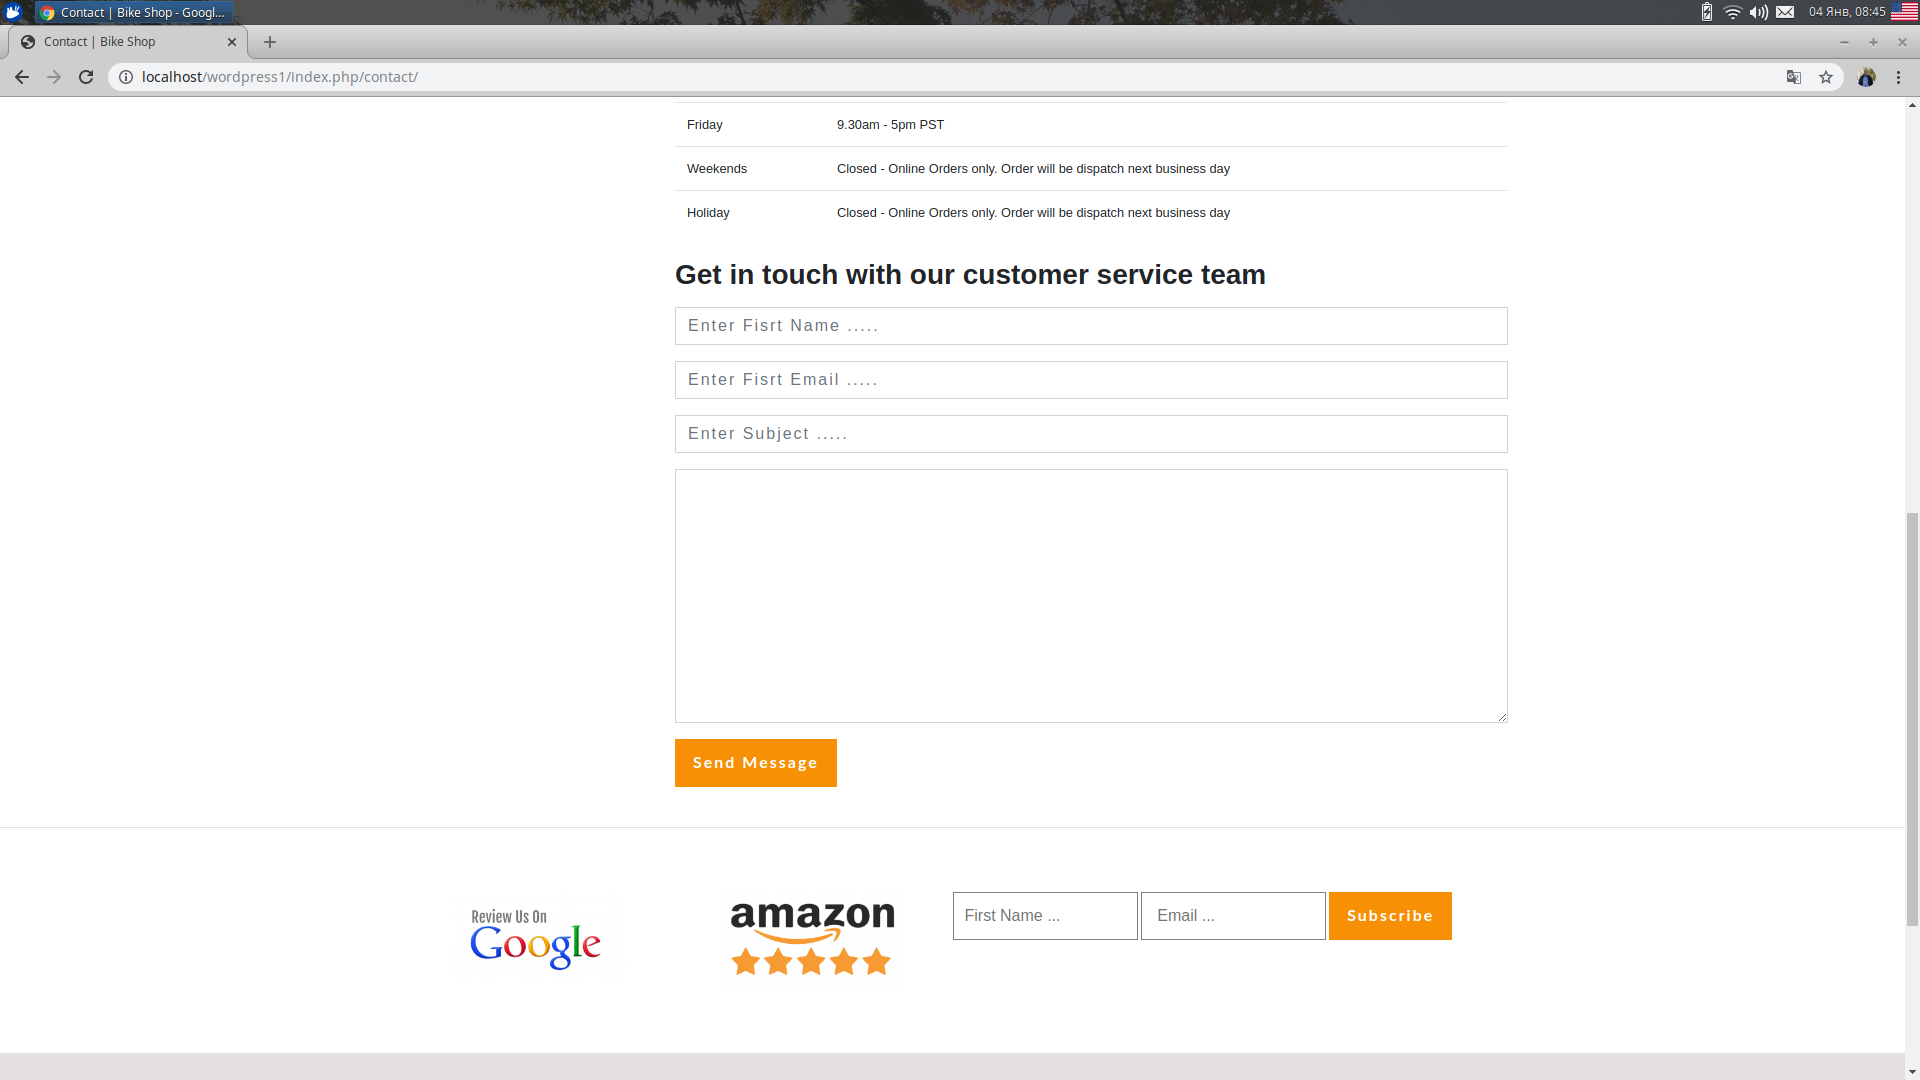 Contact | Bike Shop - Googl...
04 Янв, 08:45
Contact | Bike Shop
localhost/wordpress1/index.php/contact/
Friday 9.30am - 5pm PST
Weekends Closed - Online Orders only. Order will be dispatch next business day
Holiday Closed - Online Orders only. Order will be dispatch next business day
Get in touch with our customer service team
Enter Fisrt Name .....
Enter Fisrt Email .....
Enter Subject .....
Send Message
Review Us On
Google
amazon
First Name ...
Email ...
Subscribe